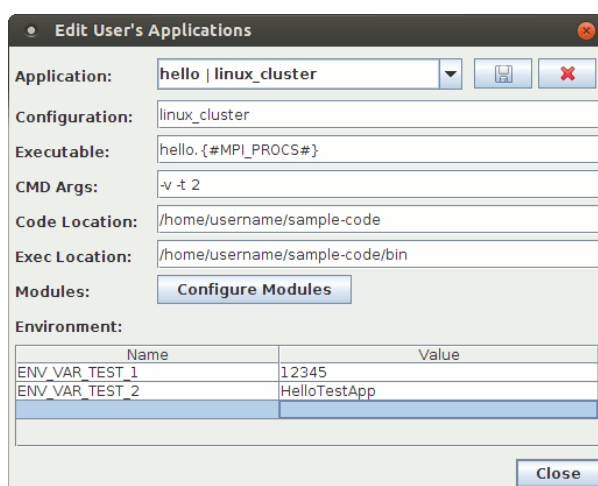 Edit User's Applications
Application: hello | linux_cluster
Configuration: linux_cluster
Executable: hello.{#MPI_PROCS#}
CMD Args: -v -t 2
Code Location: /home/username/sample-code
Exec Location: /home/username/sample-code/bin
Modules: Configure Modules
Environment:
Name Value
ENV_VAR_TEST_1 12345
ENV_VAR_TEST_2 HelloTestApp
Close